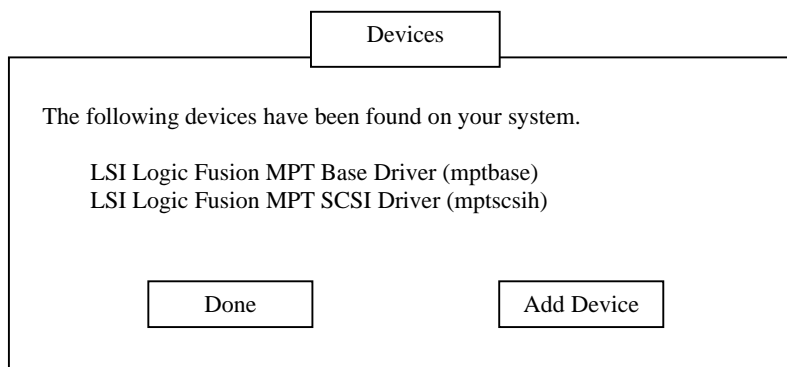 Devices
The following devices have been found on your system.
LSI Logic Fusion MPT Base Driver (mptbase)
LSI Logic Fusion MPT SCSI Driver (mptscsih)
Done
Add Device